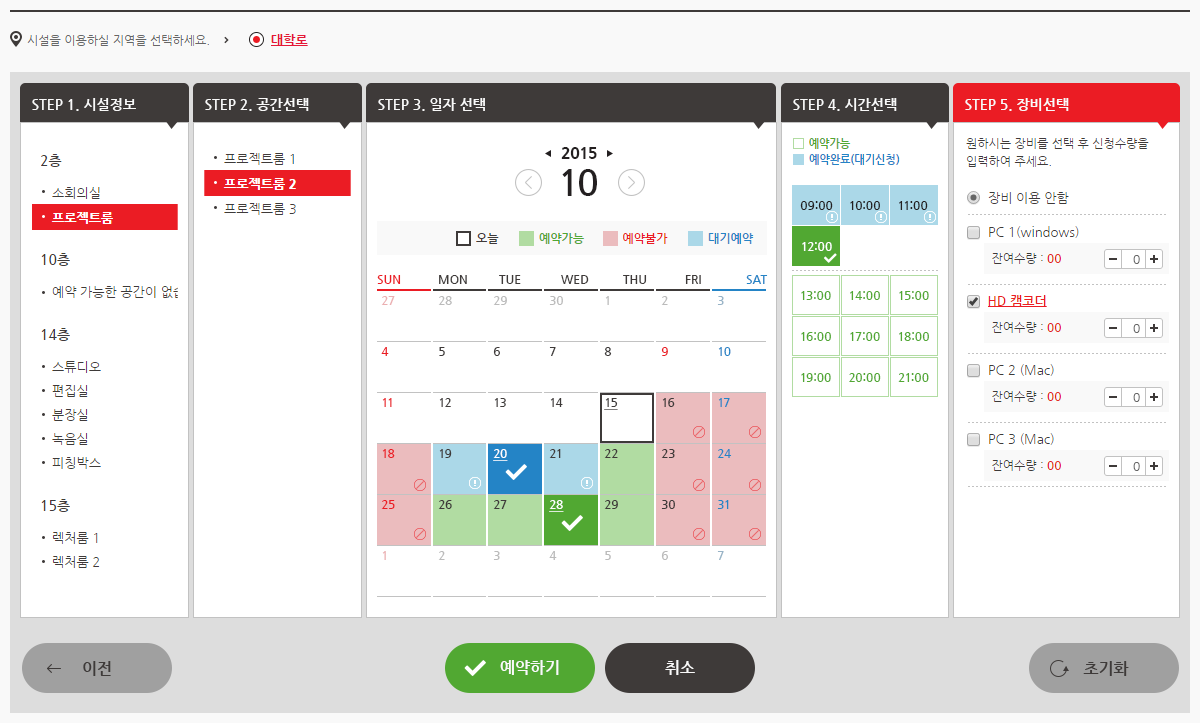 시설을 이용하실 지역을 선택하세요. › 대학로
STEP 1. 시설정보
2층
• 소회의실
• 프로젝트룸
10층
• 예약 가능한 공간이 없
14층
• 스튜디오
• 편집실
• 분장실
• 녹음실
• 피칭박스
15층
• 렉처룸 1
• 렉처룸 2
STEP 2. 공간선택
• 프로젝트룸 1
• 프로젝트룸 2
• 프로젝트룸 3
STEP 3. 일자 선택
2015
10
오늘 예약가능 예약불가 대기예약
SUN MON TUE WED THU FRI SAT
27 28 29 30 1 2 3
4 5 6 7 8 9 10
11 12 13 14 15 16 17
18 19 20 21 22 23 24
25 26 27 28 29 30 31
1 2 3 4 5 6 7
STEP 4. 시간선택
예약가능
예약완료(대기신청)
09:00 10:00 11:00
12:00
13:00 14:00 15:00
16:00 17:00 18:00
19:00 20:00 21:00
STEP 5. 장비선택
원하시는 장비를 선택 후 신청수량을
입력하여 주세요.
장비 이용 안함
PC 1(windows)
잔여수량 : 00 − 0 +
HD 캠코더
잔여수량 : 00 − 0 +
PC 2 (Mac)
잔여수량 : 00 − 0 +
PC 3 (Mac)
잔여수량 : 00 − 0 +
← 이전
예약하기
취소
초기화